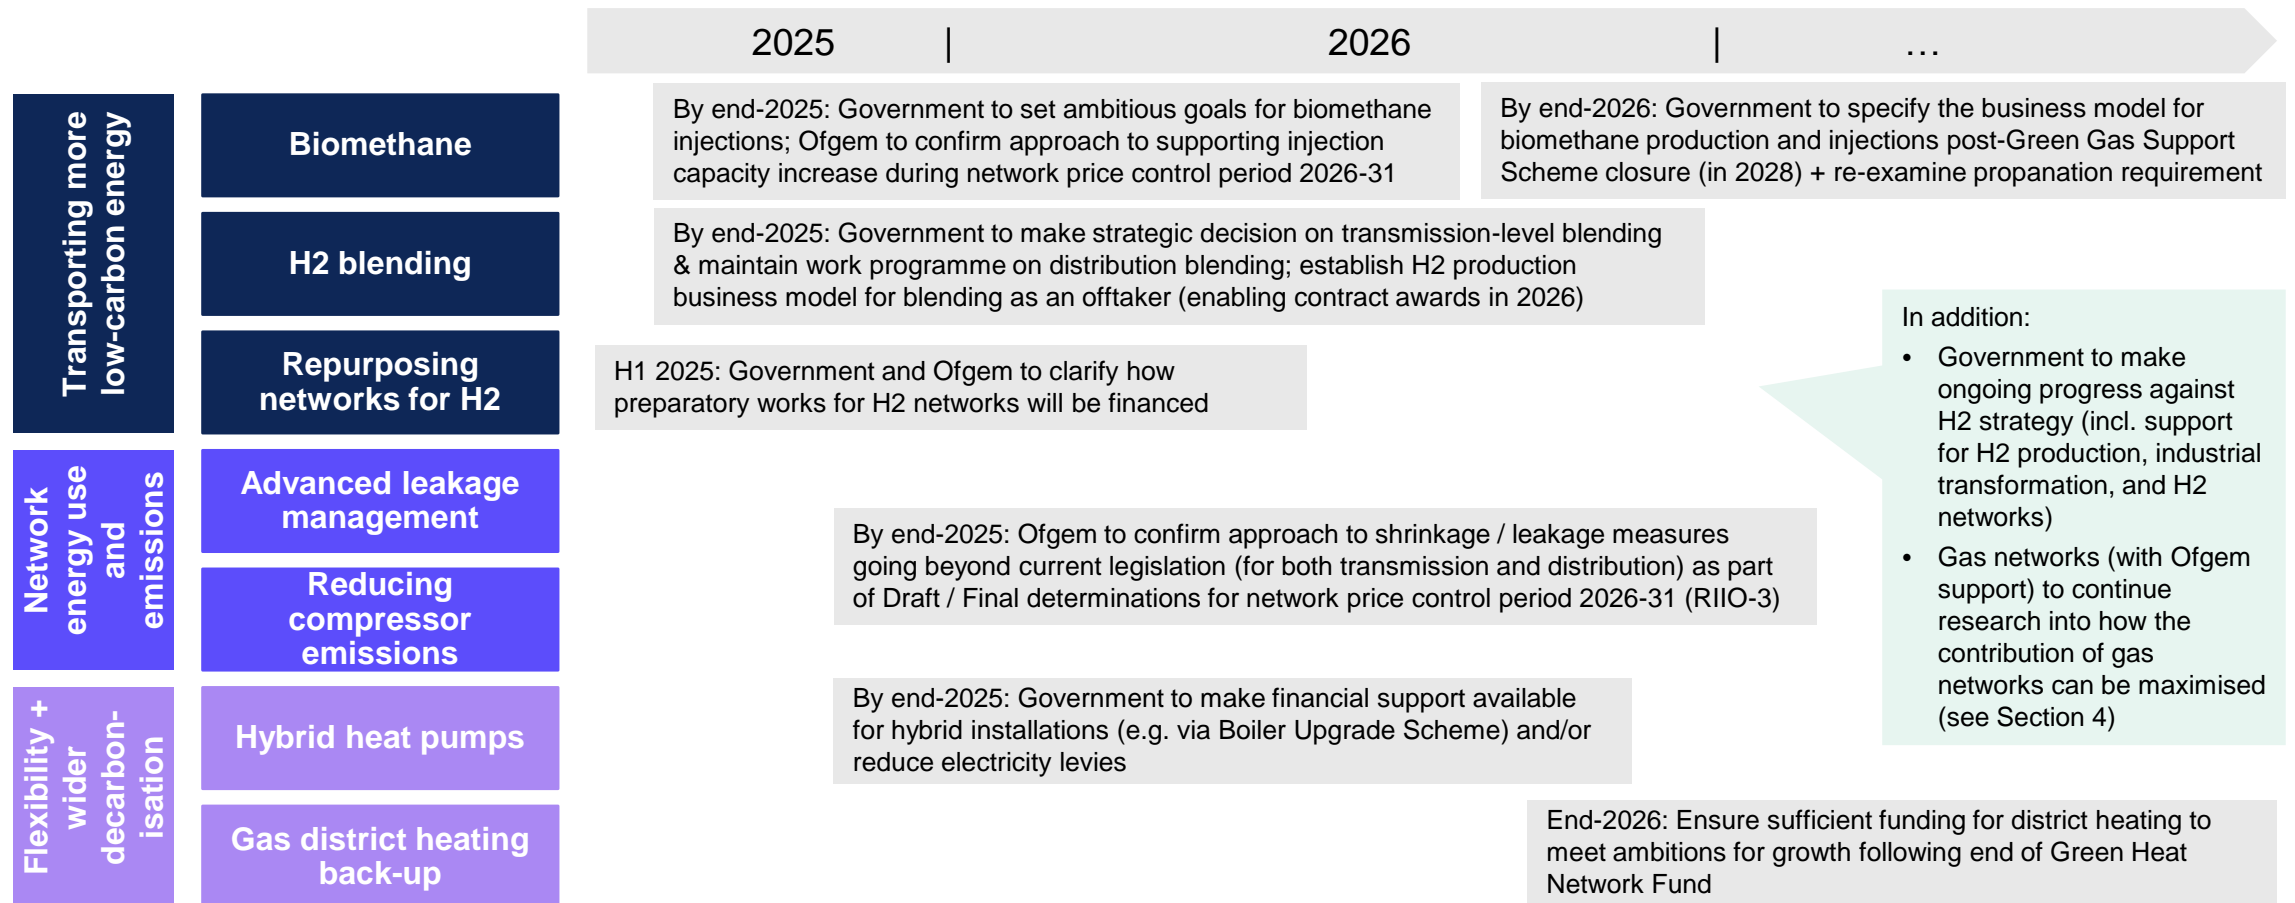 2025 | 2026 | …
Transporting more
low-carbon energy
Biomethane
By end-2025: Government to set ambitious goals for biomethane
injections; Ofgem to confirm approach to supporting injection
capacity increase during network price control period 2026-31
By end-2026: Government to specify the business model for
biomethane production and injections post-Green Gas Support
Scheme closure (in 2028) + re-examine propanation requirement
H2 blending
By end-2025: Government to make strategic decision on transmission-level blending
& maintain work programme on distribution blending; establish H2 production
business model for blending as an offtaker (enabling contract awards in 2026)
Repurposing
networks for H2
H1 2025: Government and Ofgem to clarify how
preparatory works for H2 networks will be financed
Network
energy use
and
emissions
Advanced leakage
management
Reducing
compressor
emissions
By end-2025: Ofgem to confirm approach to shrinkage / leakage measures
going beyond current legislation (for both transmission and distribution) as part
of Draft / Final determinations for network price control period 2026-31 (RIIO-3)
Flexibility +
wider
decarbon-
isation
Hybrid heat pumps
By end-2025: Government to make financial support available
for hybrid installations (e.g. via Boiler Upgrade Scheme) and/or
reduce electricity levies
Gas district heating
back-up
End-2026: Ensure sufficient funding for district heating to
meet ambitions for growth following end of Green Heat
Network Fund
In addition:
• Government to make
ongoing progress against
H2 strategy (incl. support
for H2 production, industrial
transformation, and H2
networks)
• Gas networks (with Ofgem
support) to continue
research into how the
contribution of gas
networks can be maximised
(see Section 4)